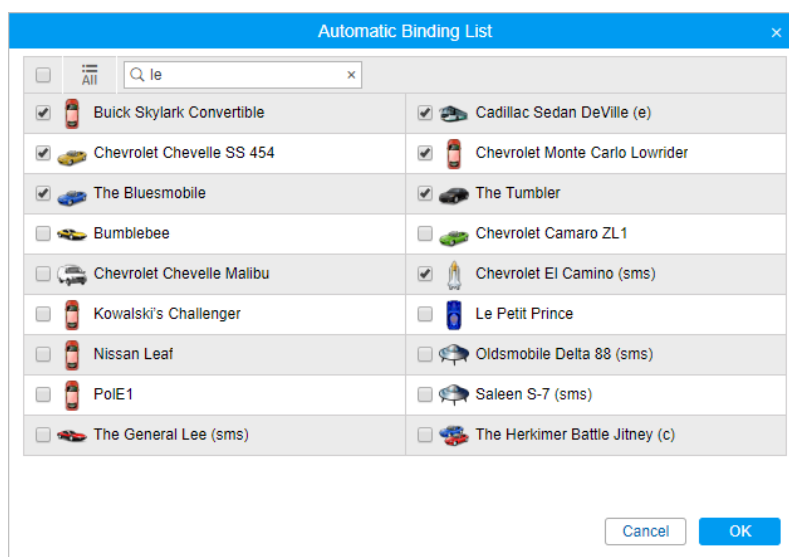 Automatic Binding List ×
All le ×
Buick Skylark Convertible Cadillac Sedan DeVille (e)
Chevrolet Chevelle SS 454 Chevrolet Monte Carlo Lowrider
The Bluesmobile The Tumbler
Bumblebee Chevrolet Camaro ZL1
Chevrolet Chevelle Malibu Chevrolet El Camino (sms)
Kowalski's Challenger Le Petit Prince
Nissan Leaf Oldsmobile Delta 88 (sms)
PolE1 Saleen S-7 (sms)
The General Lee (sms) The Herkimer Battle Jitney (c)
Cancel OK